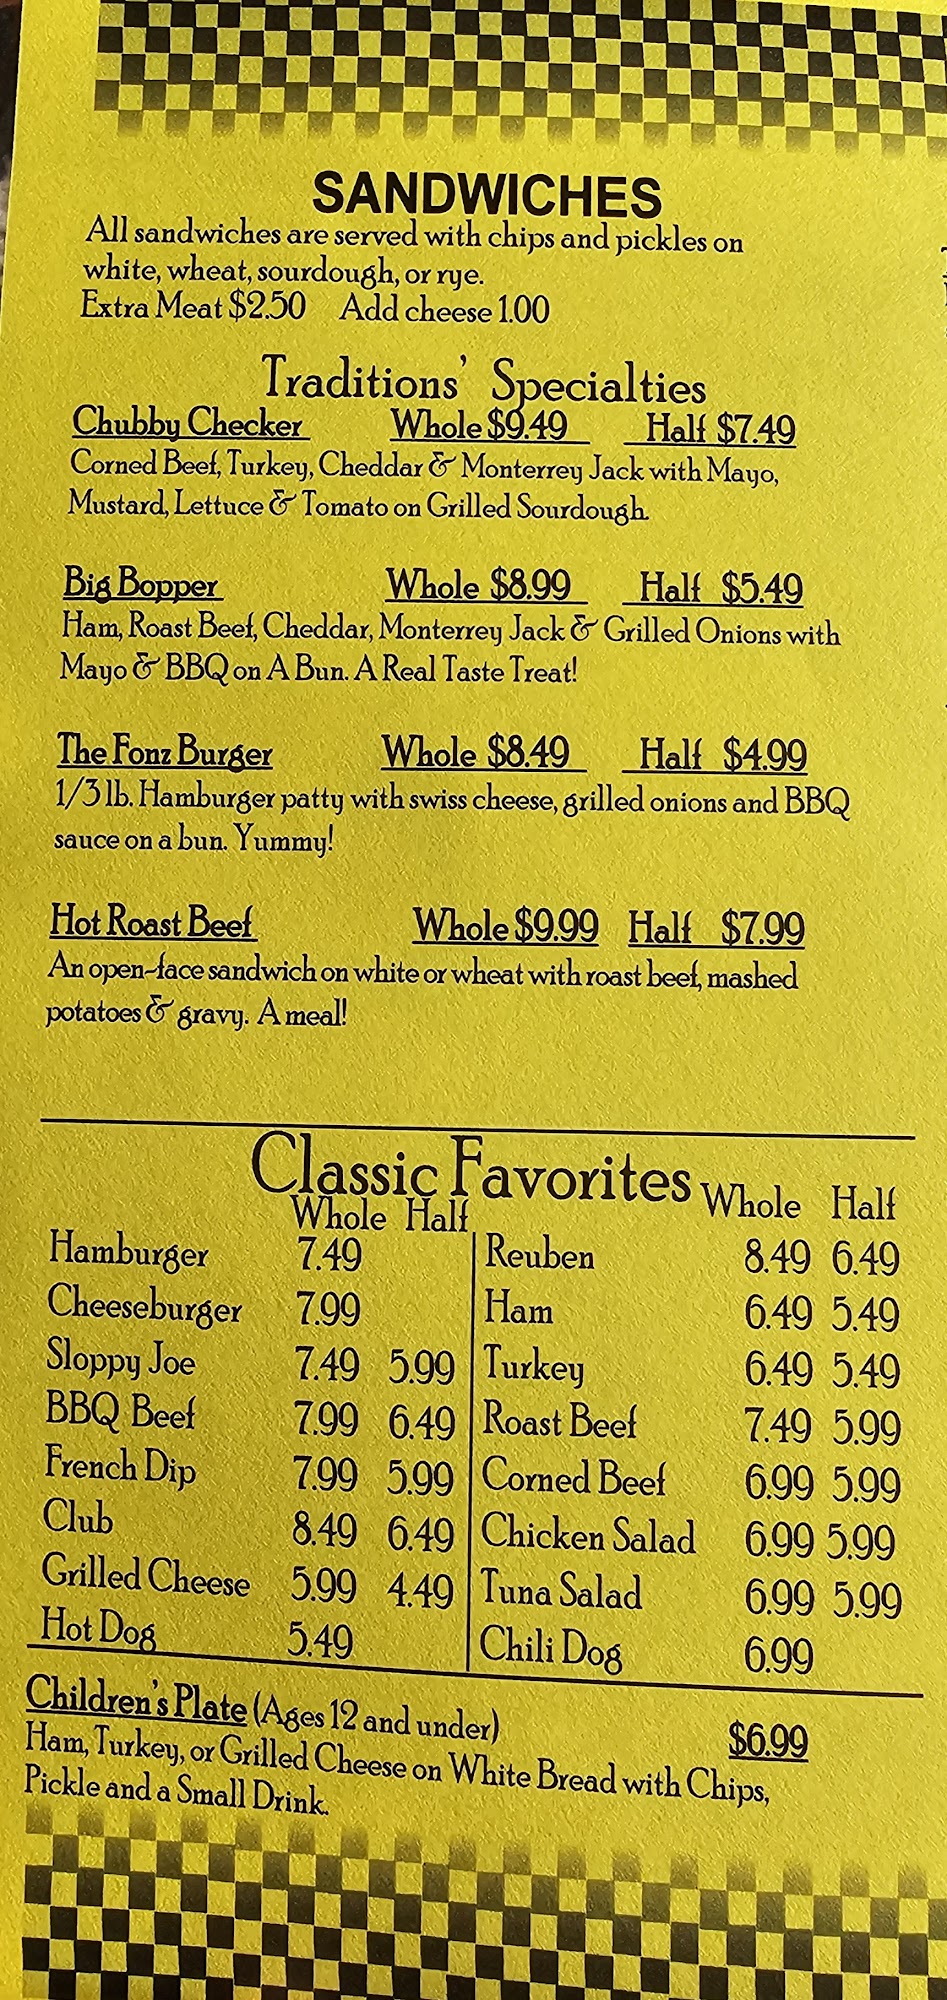 SANDWICHES
All sandwiches are served with chips and pickles on
white, wheat, sourdough, or rye.
Extra Meat $2.50 Add cheese 1.00
Traditions' Specialties
Chubby Checker Whole $9.49 Half $7.49
Corned Beef, Turkey, Cheddar & Monterrey Jack with Mayo,
Mustard, Lettuce & Tomato on Grilled Sourdough.
Big Bopper Whole $8.99 Half $5.49
Ham, Roast Beef, Cheddar, Monterrey Jack & Grilled Onions with
Mayo & BBQ on A Bun. A Real Taste Treat!
The Fonz Burger Whole $8.49 Half $4.99
1/3 lb. Hamburger patty with swiss cheese, grilled onions and BBQ
sauce on a bun. Yummy!
Hot Roast Beef Whole $9.99 Half $7.99
An open-face sandwich on white or wheat with roast beef, mashed
potatoes & gravy. A meal!
Classic Favorites
Whole Half
Hamburger 7.49
Cheeseburger 7.99
Sloppy Joe 7.49 5.99
BBQ Beef 7.99 6.49
French Dip 7.99 5.99
Club 8.49 6.49
Grilled Cheese 5.99 4.49
Hot Dog 5.49
Whole Half
Reuben 8.49 6.49
Ham 6.49 5.49
Turkey 6.49 5.49
Roast Beef 7.49 5.99
Corned Beef 6.99 5.99
Chicken Salad 6.99 5.99
Tuna Salad 6.99 5.99
Chili Dog 6.99
Children's Plate (Ages 12 and under) $6.99
Ham, Turkey, or Grilled Cheese on White Bread with Chips,
Pickle and a Small Drink.